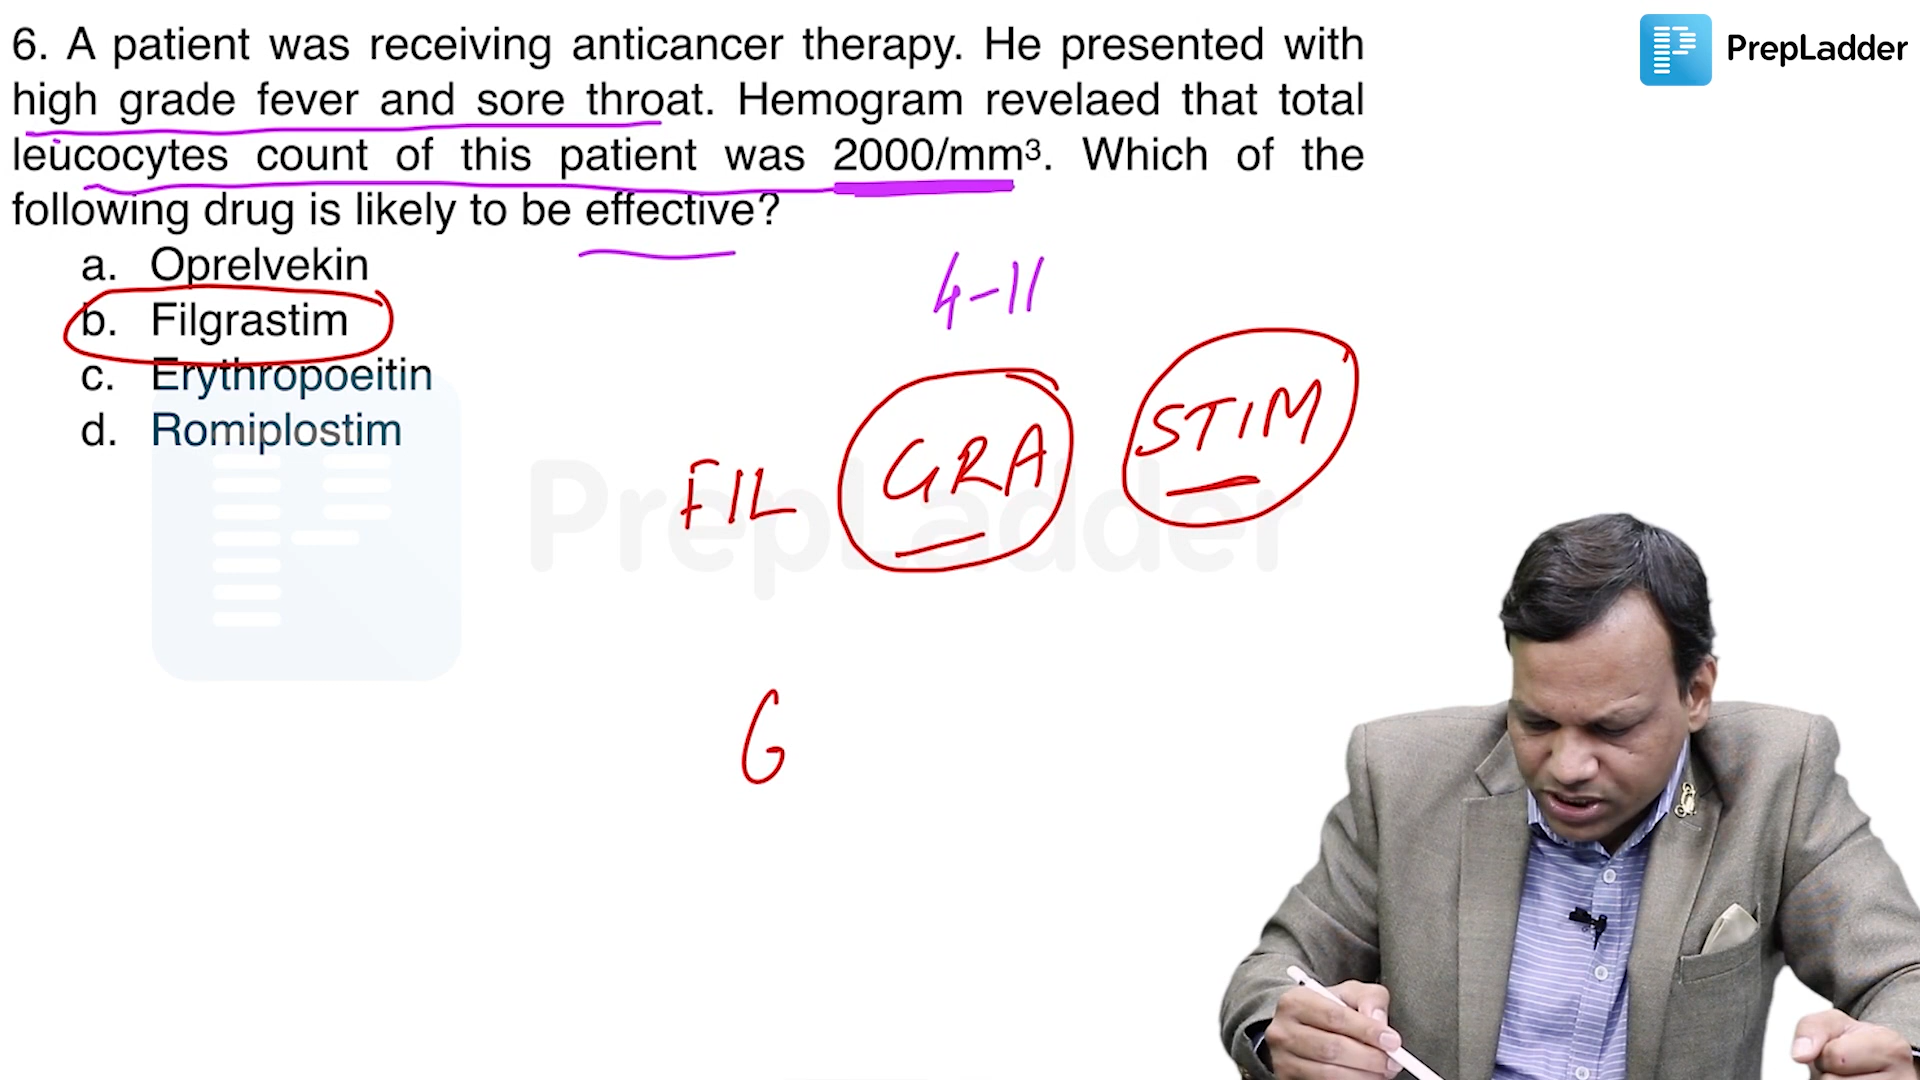 6. A patient was receiving anticancer therapy. He presented with
high grade fever and sore throat. Hemogram revelaed that total
leucocytes count of this patient was 2000/mm³. Which of the
following drug is likely to be effective?
a. Oprelvekin
b. Filgrastim
c. Erythropoeitin
d. Romiplostim
4-11
FIL GRA STIM
G
PrepLadder
PrepLadder